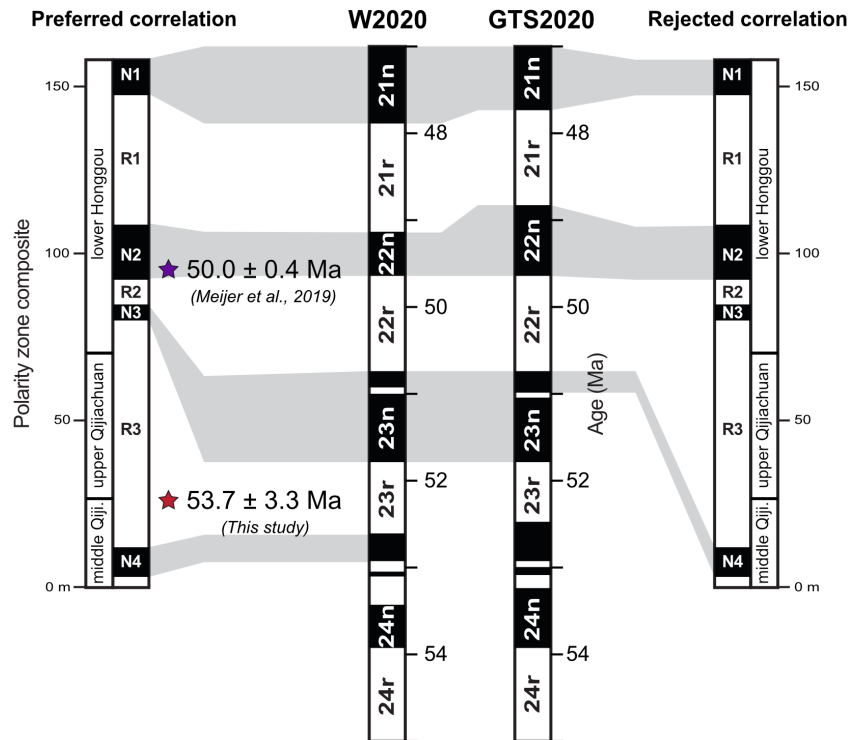 Preferred correlation
W2020
GTS2020
Rejected correlation
Polarity zone composite
150
100
50
0 m
lower Honggou
upper Qijiachuan
middle Qiji.
N1
R1
N2
R2
N3
R3
N4
50.0 ± 0.4 Ma
(Meijer et al., 2019)
53.7 ± 3.3 Ma
(This study)
21n
21r
22n
22r
23n
23r
24n
24r
48
50
52
54
21n
21r
22n
22r
23n
23r
24n
24r
48
50
52
54
Age (Ma)
N1
R1
N2
R2
N3
R3
N4
lower Honggou
upper Qijiachuan
middle Qiji.
150
100
50
0 m